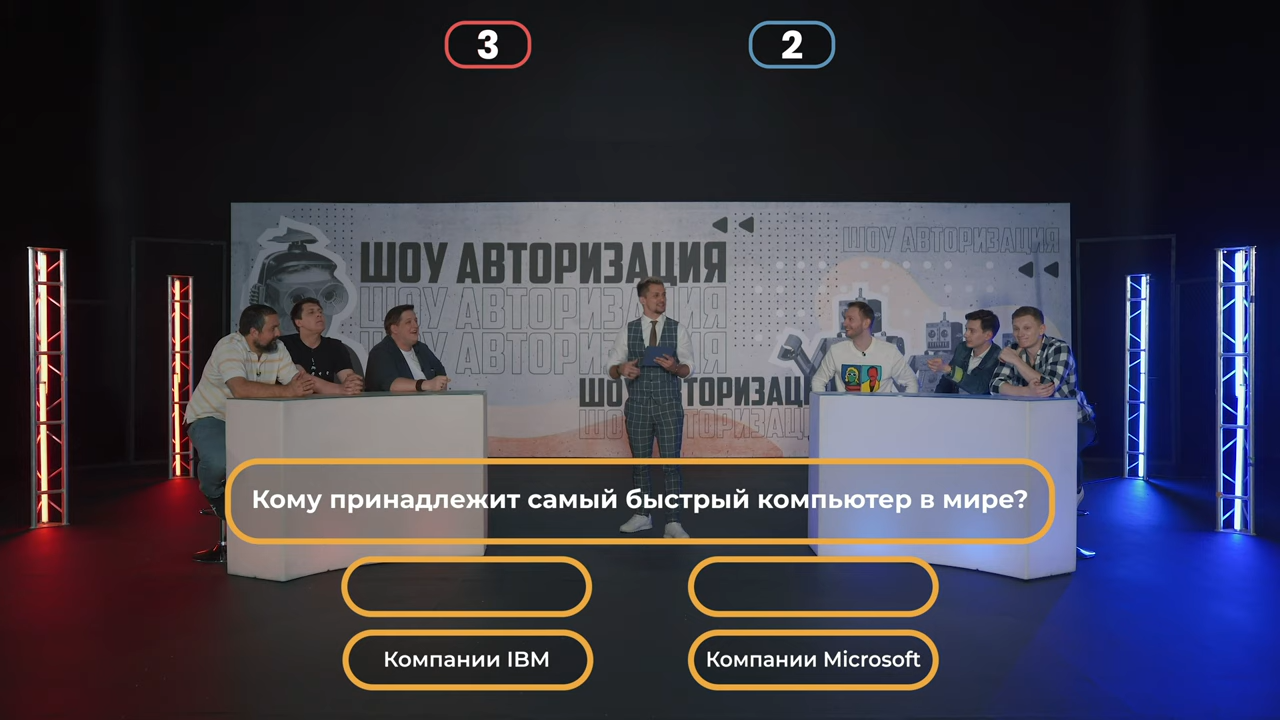 3
2
ШОУ АВТОРИЗАЦИЯ
ШОУ АВТОРИЗАЦИЯ
ШОУ АВТОРИЗАЦИЯ
ШОУ АВТОРИЗАЦИЯ
Кому принадлежит самый быстрый компьютер в мире?
Компании IBM
Компании Microsoft